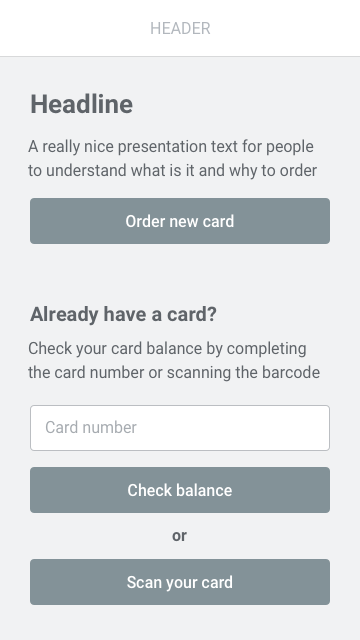 HEADER
Headline
A really nice presentation text for people
to understand what is it and why to order
Order new card
Already have a card?
Check your card balance by completing
the card number or scanning the barcode
Card number
Check balance
or
Scan your card